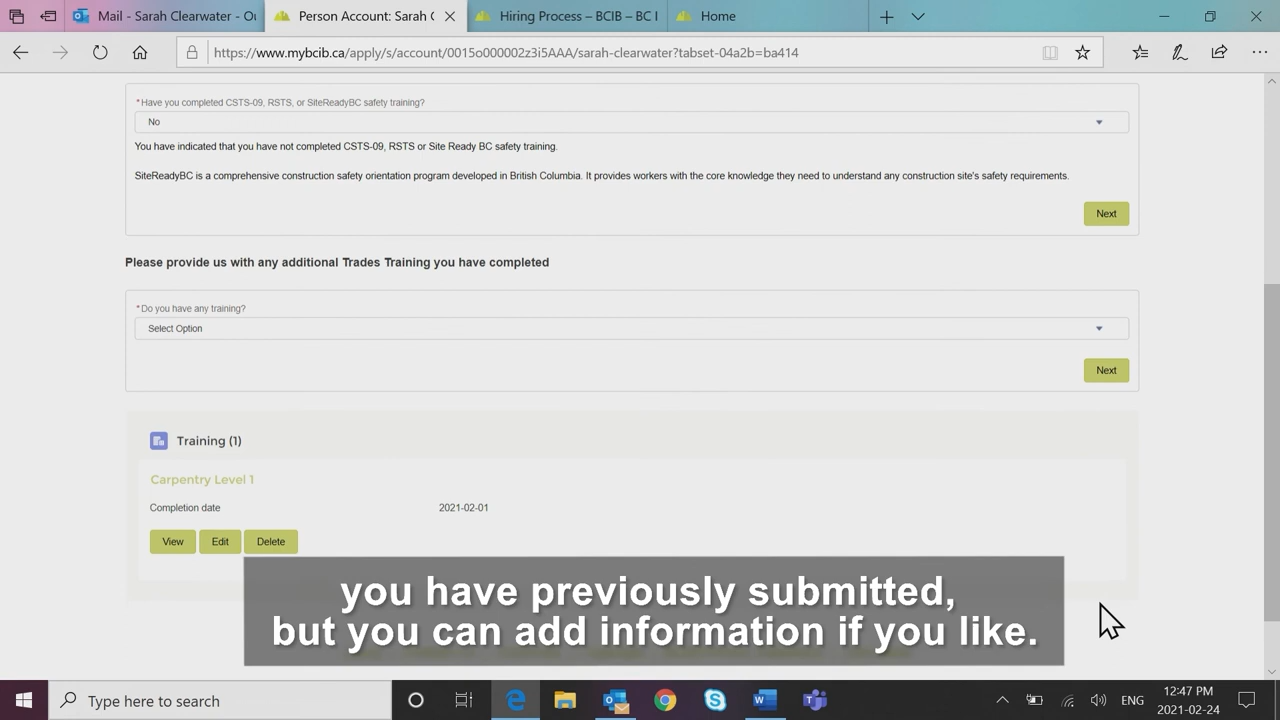 Mail - Sarah Clearwater - Ou
Person Account: Sarah C
Hiring Process – BCIB – BC I
Home
https://www.mybcib.ca/apply/s/account/0015o000002z3i5AAA/sarah-clearwater?tabset-04a2b=ba414
*Have you completed CSTS-09, RSTS, or SiteReadyBC safety training?
No
You have indicated that you have not completed CSTS-09, RSTS or Site Ready BC safety training.
SiteReadyBC is a comprehensive construction safety orientation program developed in British Columbia. It provides workers with the core knowledge they need to understand any construction site's safety requirements.
Next
Please provide us with any additional Trades Training you have completed
*Do you have any training?
Select Option
Next
Training (1)
Carpentry Level 1
Completion date 2021-02-01
View Edit Delete
you have previously submitted,
but you can add information if you like.
Type here to search
ENG
12:47 PM
2021-02-24